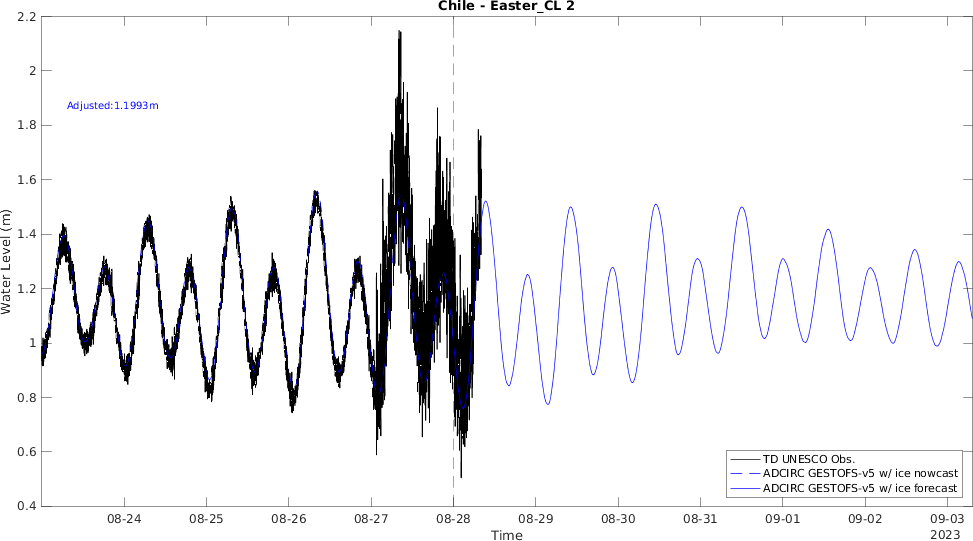 Chile - Easter_CL 2
2.2
2
1.8
1.6
1.4
1.2
1
0.8
0.6
0.4
Water Level (m)
Adjusted:1.1993m
TD UNESCO Obs.
ADCIRC GESTOFS-v5 w/ ice nowcast
ADCIRC GESTOFS-v5 w/ ice forecast
08-24 08-25 08-26 08-27 08-28 08-29 08-30 08-31 09-01 09-02 09-03
Time
2023